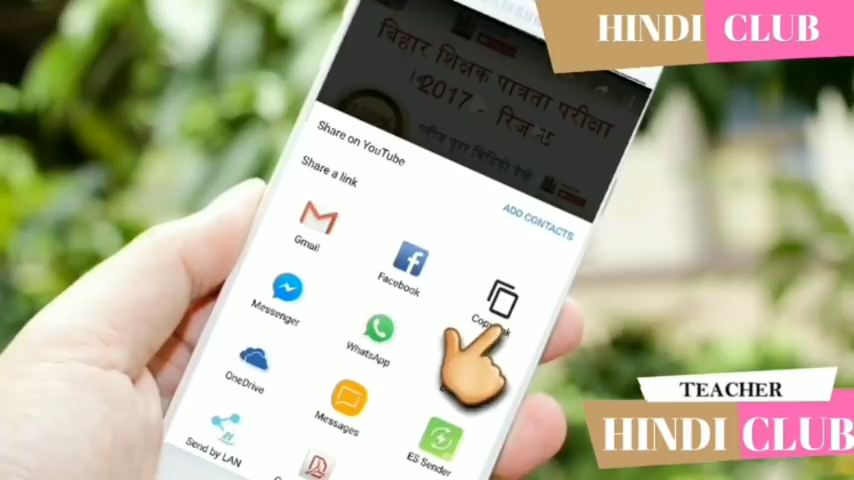 HINDI CLUB
बिहार शिक्षक पात्रता परीक्षा
2017 -
Share on YouTube
Share a link
ADD CONTACTS
Gmail
Facebook
Messenger
WhatsApp
OneDrive
Messages
Send by LAN
ES Sender
TEACHER
HINDI CLUB